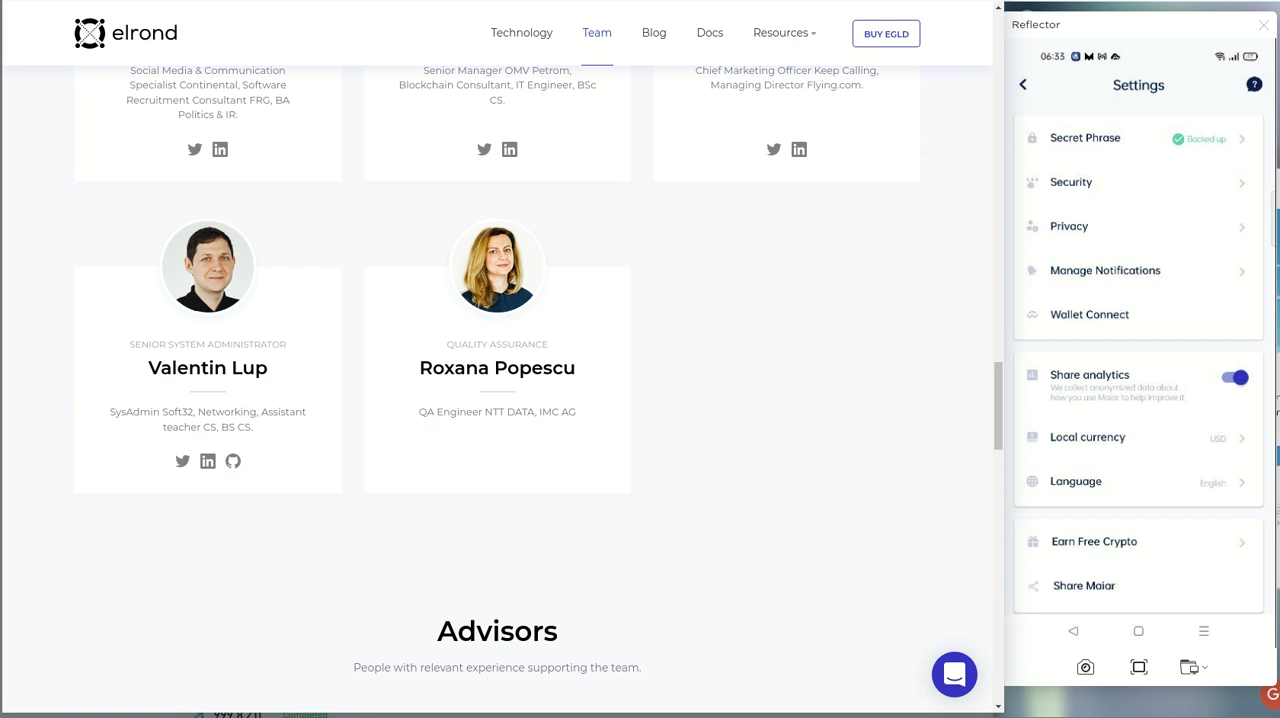 elrond
Technology
Team
Blog
Docs
Resources
BUY EGLD
Social Media & Communication
Specialist Continental, Software
Recruitment Consultant FRG, BA
Politics & IR.
Senior Manager OMV Petrom,
Blockchain Consultant, IT Engineer, BSc
CS.
Chief Marketing Officer Keep Calling,
Managing Director Flying.com.
SENIOR SYSTEM ADMINISTRATOR
Valentin Lup
SysAdmin Soft32, Networking, Assistant
teacher CS, BS CS.
QUALITY ASSURANCE
Roxana Popescu
QA Engineer NTT DATA, IMC AG
Advisors
People with relevant experience supporting the team.
Completed
Reflector
06:33
Settings
?
Secret Phrase
Backed up
Security
Privacy
Manage Notifications
Wallet Connect
Share analytics
We collect anonymized data about
how you use Maiar to help improve it.
Local currency
USD
Language
English
Earn Free Crypto
Share Maiar